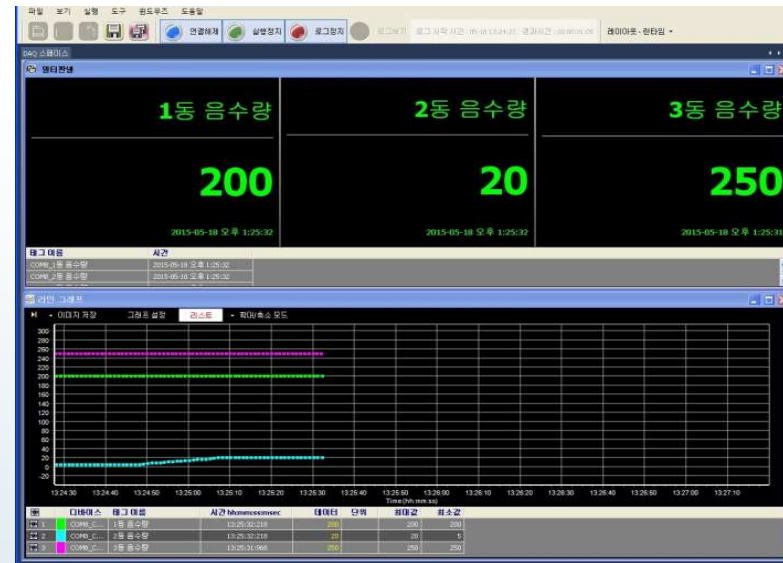 파일 보기 실행 도구 윈도우즈 도움말
연결해제 실행정지 로그정지 로그보기 레이아웃 - 런타임
DAQ 스페이스
멀티판넬
1동 음수량 2동 음수량 3동 음수량
200 20 250
2015-05-18 오후 1:25:32 2015-05-18 오후 1:25:32 2015-05-18 오후 1:25:31
태그 이름 시간
COM8_1동 음수량 2015-05-18 오후 1:25:32
COM8_2동 음수량 2015-05-18 오후 1:25:32
라인 그래프
이미지 저장 그래프 설정 리스트 확대/축소 모드
300
280
260
240
220
200
180
160
140
120
100
80
60
40
20
0
-20
13:24:30 13:24:40 13:24:50 13:25:00 13:25:10 13:25:20 13:25:30 13:25:40 13:25:50 13:26:00 13:26:10 13:26:20 13:26:30 13:26:40 13:26:50 13:27:00 13:27:10
Time(hh:mm:ss)
디바이스 태그 이름 시간 hh:mm:ss:msec 데이터 단위 최대값 최소값
1 COM8_C... 1동 음수량 13:25:32:218 200 200 200
2 COM8_C... 2동 음수량 13:25:32:218 20 20 5
3 COM8_C... 3동 음수량 13:25:31:968 250 250 250